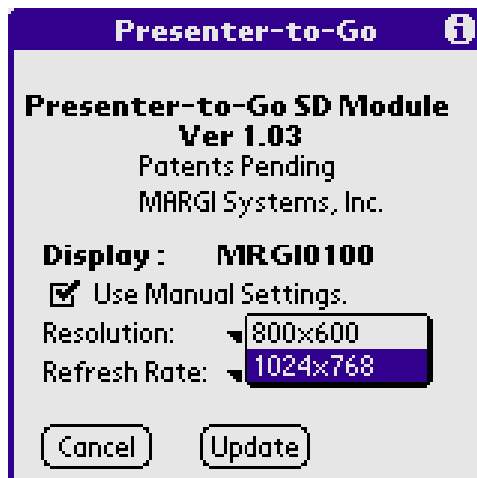 Presenter-to-Go
Presenter-to-Go SD Module
Ver 1.03
Patents Pending
MARGI Systems, Inc.
Display : MRGI0100
Use Manual Settings.
Resolution: 800x600
Refresh Rate: 1024x768
Cancel Update